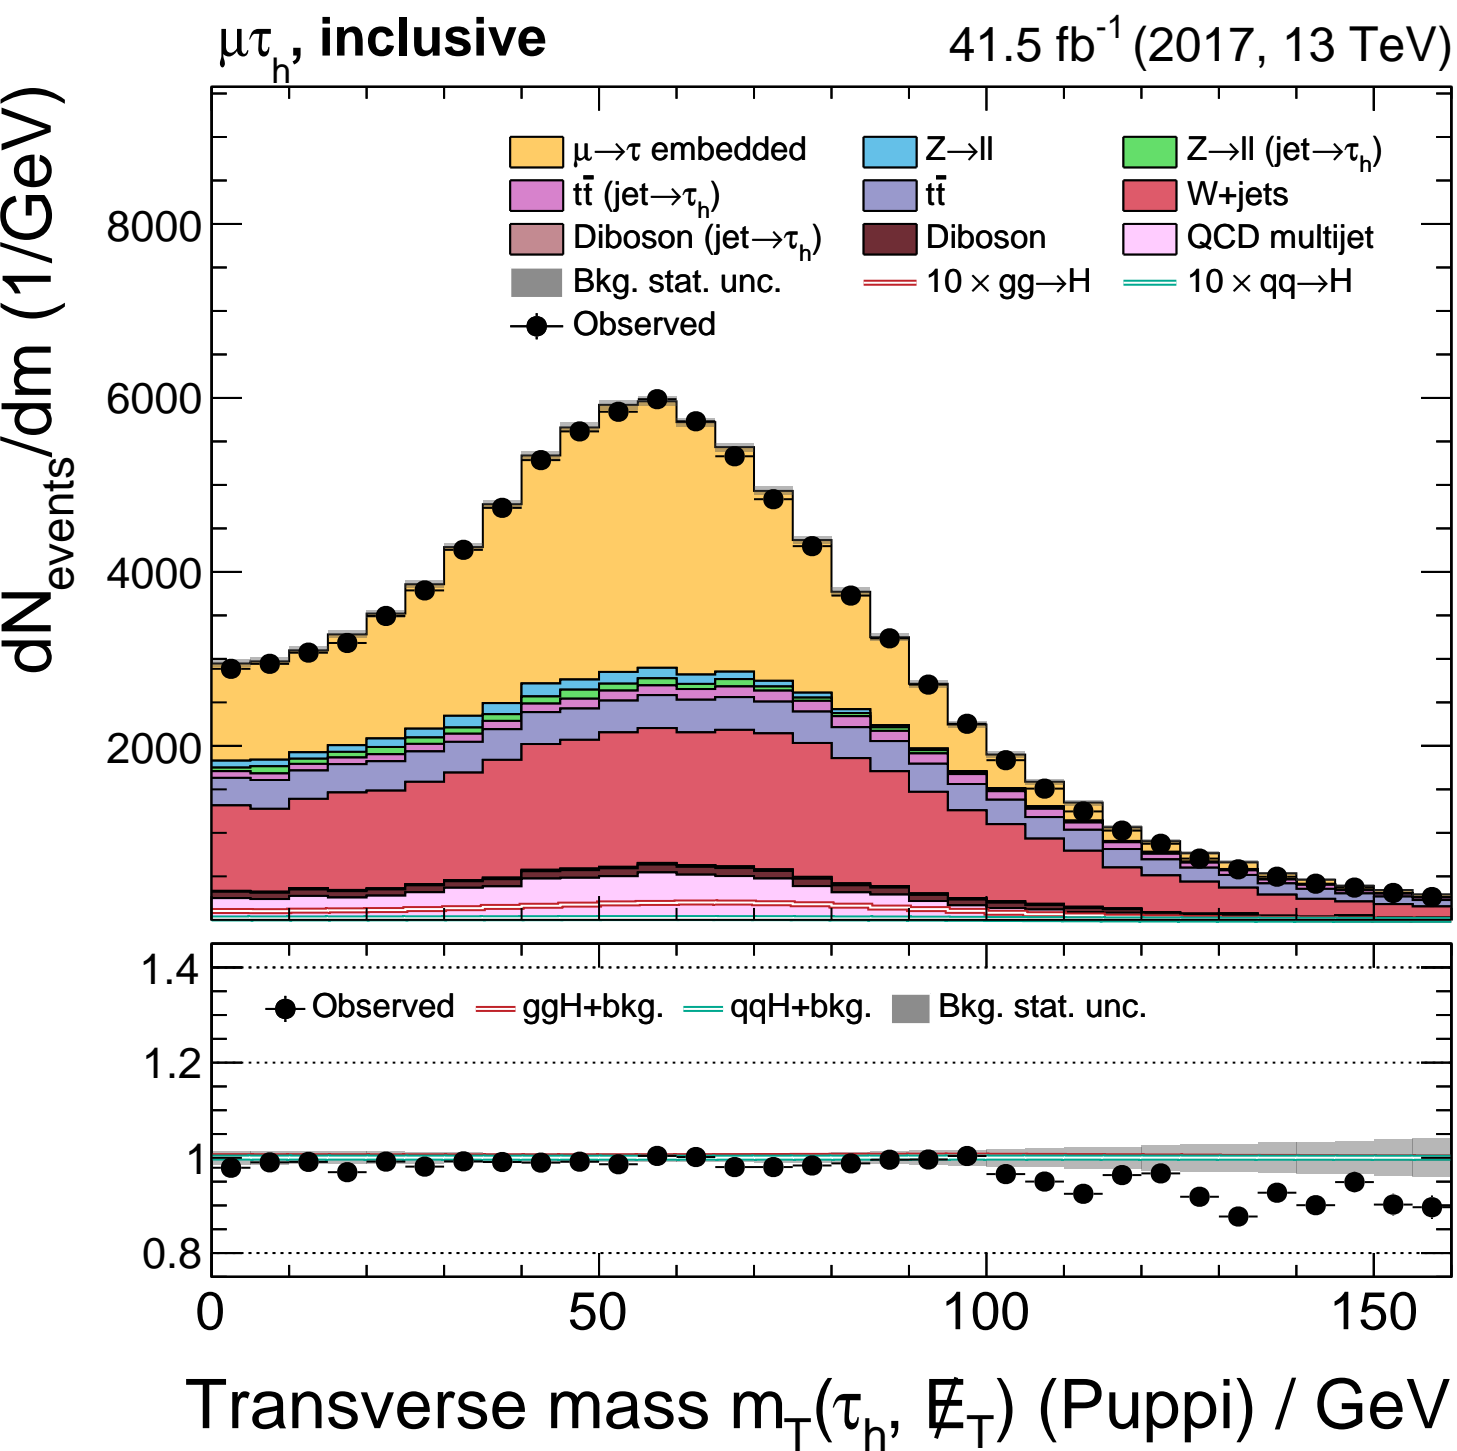 μτh, inclusive 41.5 fb-1 (2017, 13 TeV)
dNevents/dm (1/GeV)
8000
6000
4000
2000
μ→τ embedded Z→ll Z→ll (jet→τh)
tt̄ (jet→τh) tt̄ W+jets
Diboson (jet→τh) Diboson QCD multijet
Bkg. stat. unc. 10 × gg→H 10 × qq→H
Observed
1.4
1.2
1
0.8
Observed ggH+bkg. qqH+bkg. Bkg. stat. unc.
0 50 100 150
Transverse mass mT(τh, E̸T) (Puppi) / GeV